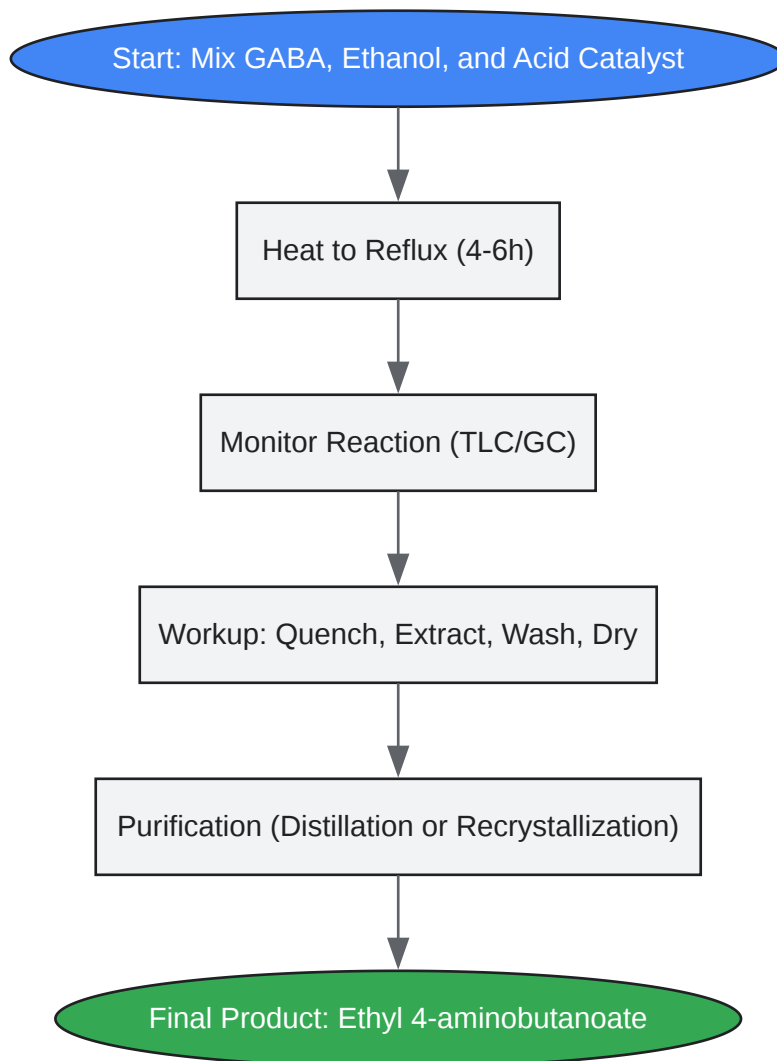 Start: Mix GABA, Ethanol, and Acid Catalyst
Heat to Reflux (4-6h)
Monitor Reaction (TLC/GC)
Workup: Quench, Extract, Wash, Dry
Purification (Distillation or Recrystallization)
Final Product: Ethyl 4-aminobutanoate